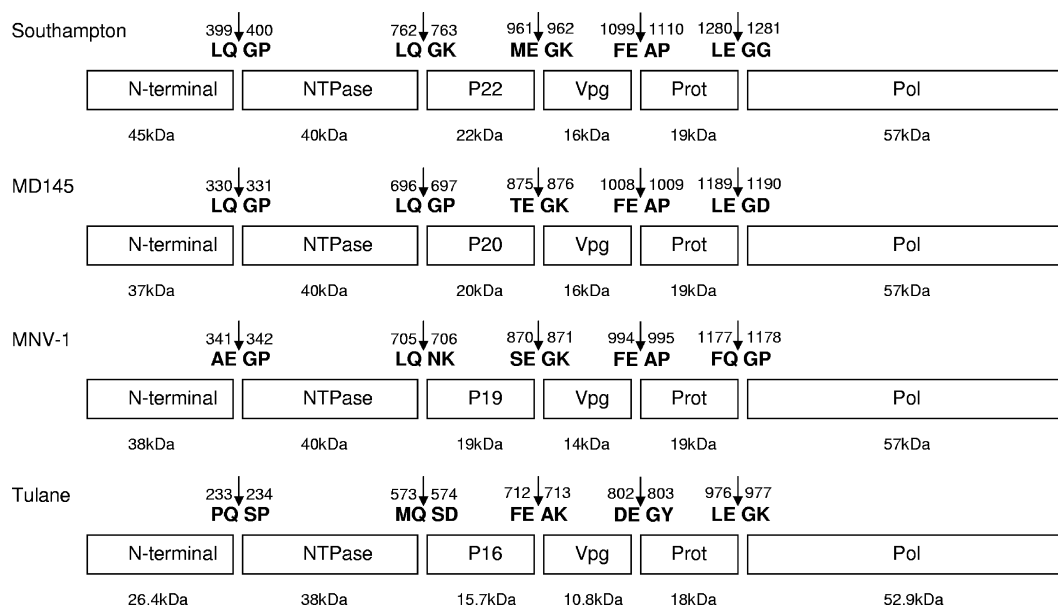 Southampton
399 400 762 763 961 962 1099 1110 1280 1281
LQ GP LQ GK ME GK FE AP LE GG
N-terminal NTPase P22 Vpg Prot Pol
45kDa 40kDa 22kDa 16kDa 19kDa 57kDa
MD145
330 331 696 697 875 876 1008 1009 1189 1190
LQ GP LQ GP TE GK FE AP LE GD
N-terminal NTPase P20 Vpg Prot Pol
37kDa 40kDa 20kDa 16kDa 19kDa 57kDa
MNV-1
341 342 705 706 870 871 994 995 1177 1178
AE GP LQ NK SE GK FE AP FQ GP
N-terminal NTPase P19 Vpg Prot Pol
38kDa 40kDa 19kDa 14kDa 19kDa 57kDa
Tulane
233 234 573 574 712 713 802 803 976 977
PQ SP MQ SD FE AK DE GY LE GK
N-terminal NTPase P16 Vpg Prot Pol
26.4kDa 38kDa 15.7kDa 10.8kDa 18kDa 52.9kDa